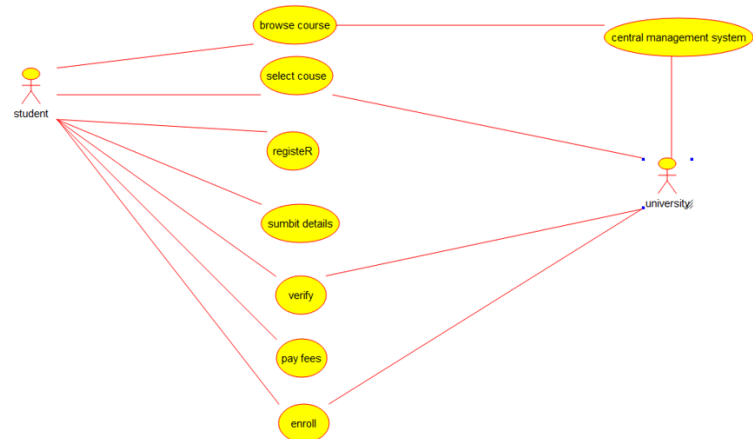 browse course
central management system
select couse
student
registeR
university
sumbit details
verify
pay fees
enroll